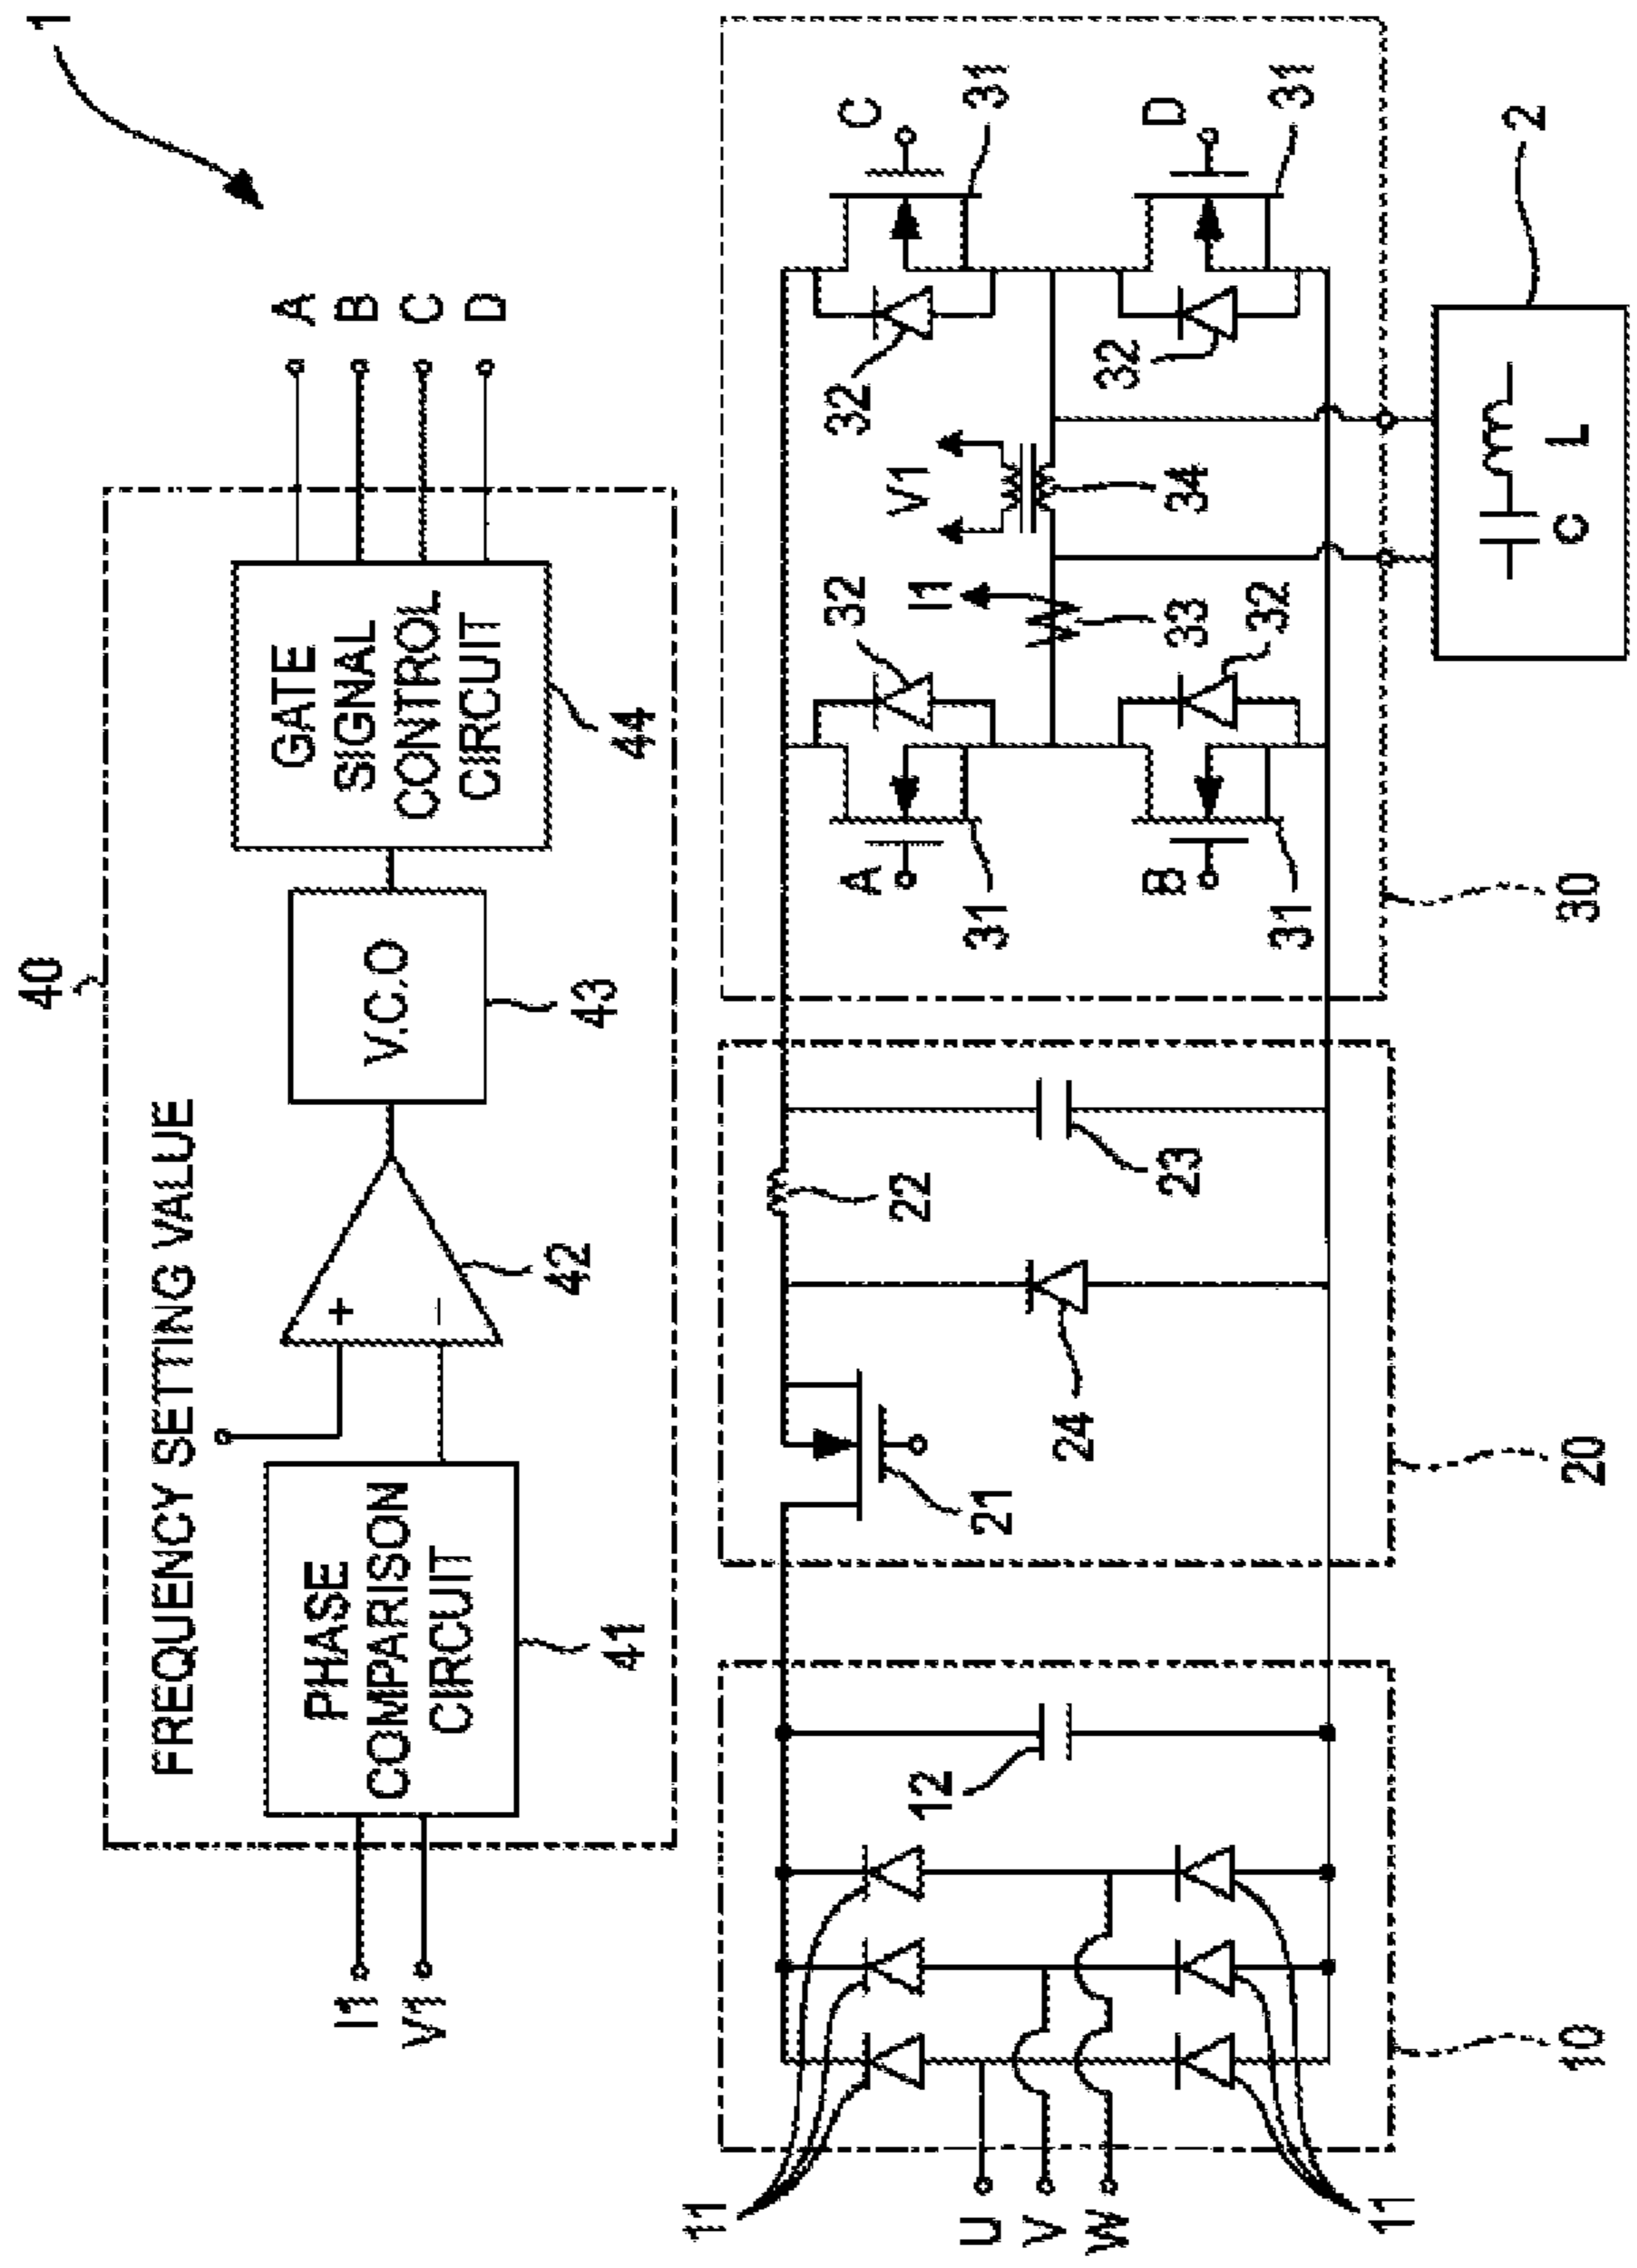 1
40
FREQUENCY SETTING VALUE
I1
V1
PHASE
COMPARISON
CIRCUIT
41
+
−
42
V.C.O
43
GATE
SIGNAL
CONTROL
CIRCUIT
44
A
B
C
D
11
U
V
W
11
12
10
21
24
22
23
20
A
31
32
B
31
32
I1
33
V1
34
32
C
31
32
D
31
30
2
C
L